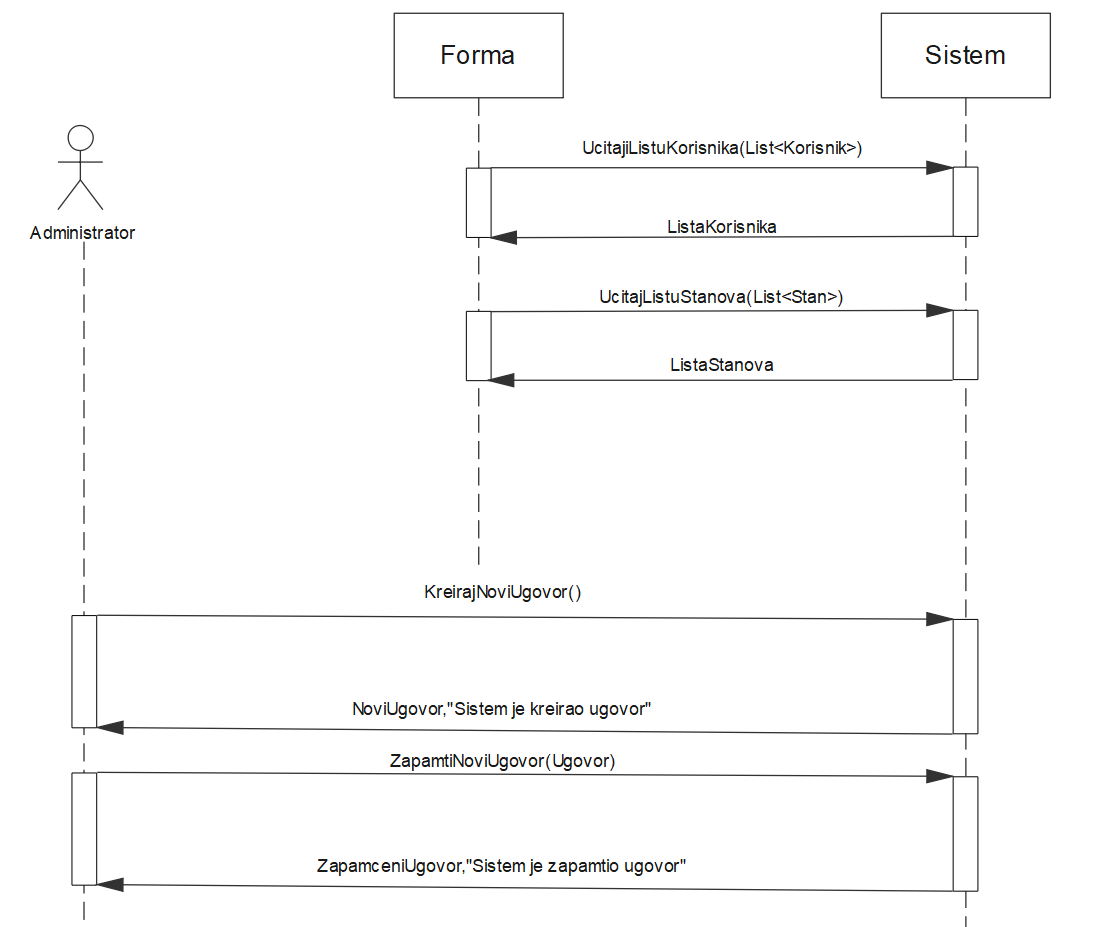 Forma
Sistem
Administrator
UcitajiListuKorisnika(List<Korisnik>)
ListaKorisnika
UcitajListuStanova(List<Stan>)
ListaStanova
KreirajNoviUgovor()
NoviUgovor,"Sistem je kreirao ugovor"
ZapamtiNoviUgovor(Ugovor)
ZapamceniUgovor,"Sistem je zapamtio ugovor"